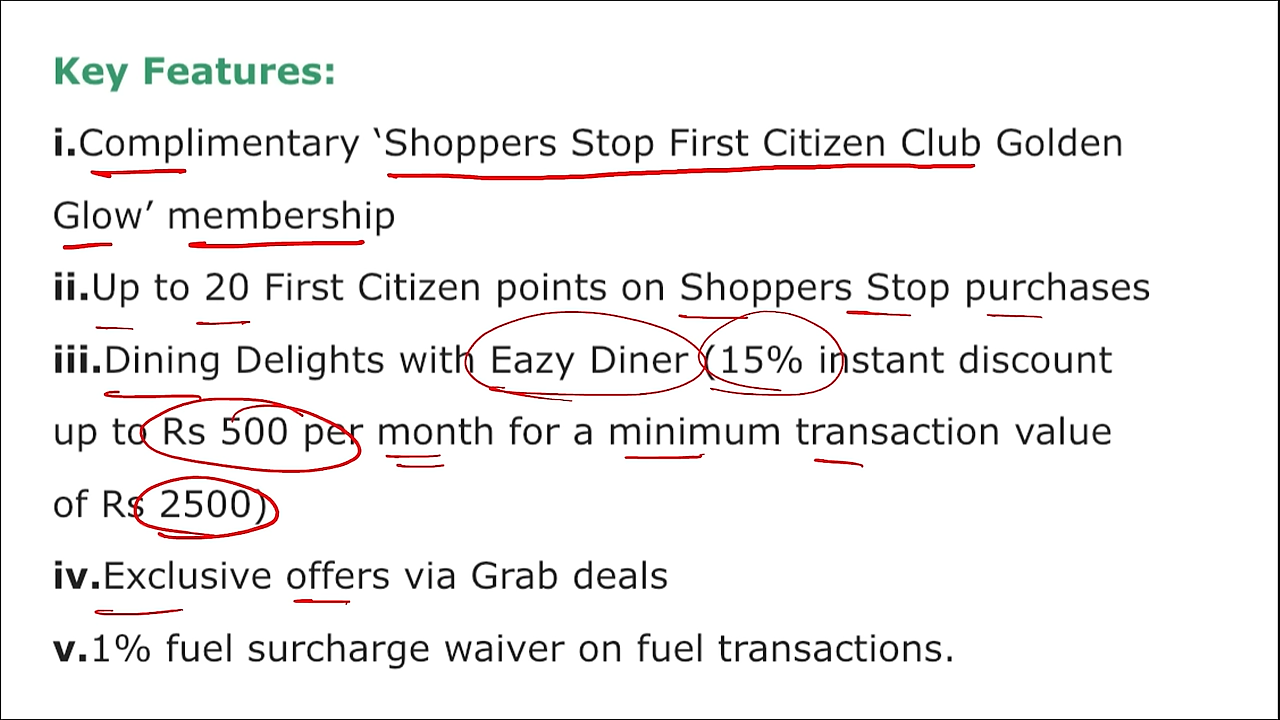 Key Features:
i.Complimentary ‘Shoppers Stop First Citizen Club Golden
Glow’ membership
ii.Up to 20 First Citizen points on Shoppers Stop purchases
iii.Dining Delights with Eazy Diner (15% instant discount
up to Rs 500 per month for a minimum transaction value
of Rs 2500)
iv.Exclusive offers via Grab deals
v.1% fuel surcharge waiver on fuel transactions.